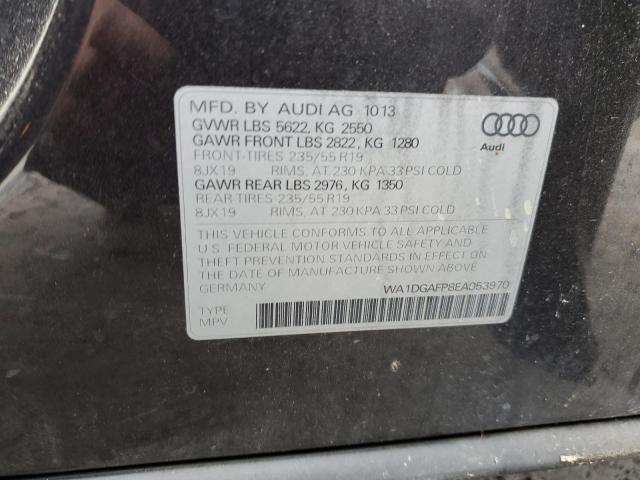 MFD. BY AUDI AG 1013
GVWR LBS 5622, KG 2550
GAWR FRONT LBS 2822, KG 1280
FRONT-TIRES 235/55 R19
8JX19 RIMS, AT 230 KPA 33 PSI COLD
GAWR REAR LBS 2976, KG 1350
REAR-TIRES 235/55 R19
8JX19 RIMS, AT 230 KPA 33 PSI COLD
Audi
THIS VEHICLE CONFORMS TO ALL APPLICABLE
U.S. FEDERAL MOTOR VEHICLE SAFETY AND
THEFT PREVENTION STANDARDS IN EFFECT ON
THE DATE OF MANUFACTURE SHOWN ABOVE.
GERMANY WA1DGAFP8EA053970
TYPE
MPV